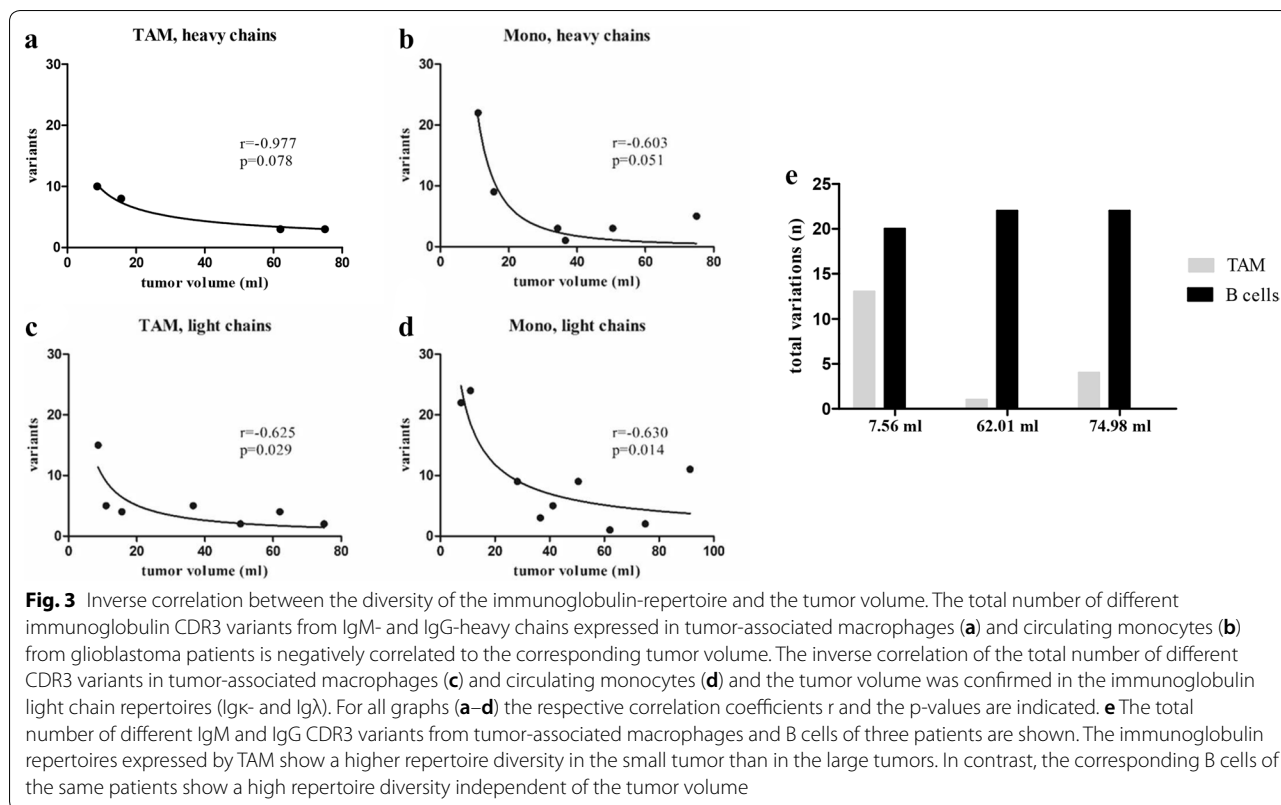 a
TAM, heavy chains
30
20
10
0
variants
r=-0.977
p=0.078
0 20 40 60 80
tumor volume (ml)
b
Mono, heavy chains
30
20
10
0
variants
r=-0.603
p=0.051
0 20 40 60 80
tumor volume (ml)
c
TAM, light chains
30
20
10
0
variants
r=-0.625
p=0.029
0 20 40 60 80
tumor volume (ml)
d
Mono, light chains
30
20
10
0
variants
r=-0.630
p=0.014
0 20 40 60 80 100
tumor volume (ml)
e
25
20
15
10
5
0
total variations (n)
7.56 ml 62.01 ml 74.98 ml
TAM
B cells
Fig. 3 Inverse correlation between the diversity of the immunoglobulin-repertoire and the tumor volume. The total number of different
immunoglobulin CDR3 variants from IgM- and IgG-heavy chains expressed in tumor-associated macrophages (a) and circulating monocytes (b)
from glioblastoma patients is negatively correlated to the corresponding tumor volume. The inverse correlation of the total number of different
CDR3 variants in tumor-associated macrophages (c) and circulating monocytes (d) and the tumor volume was confirmed in the immunoglobulin
light chain repertoires (Igκ- and Igλ). For all graphs (a–d) the respective correlation coefficients r and the p-values are indicated. e The total
number of different IgM and IgG CDR3 variants from tumor-associated macrophages and B cells of three patients are shown. The immunoglobulin
repertoires expressed by TAM show a higher repertoire diversity in the small tumor than in the large tumors. In contrast, the corresponding B cells of
the same patients show a high repertoire diversity independent of the tumor volume